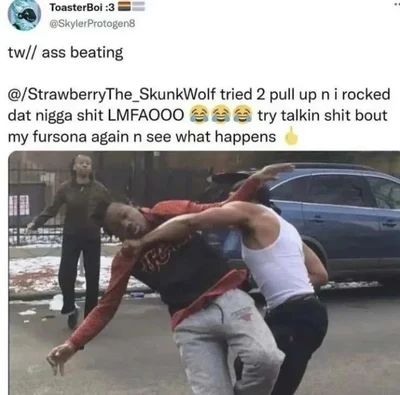 ToasterBoi :3
@SkylerProtogen8
tw// ass beating
@/StrawberryThe_SkunkWolf tried 2 pull up n i rocked
dat nigga shit LMFAOOO 😂😂😂 try talkin shit bout
my fursona again n see what happens 🖕